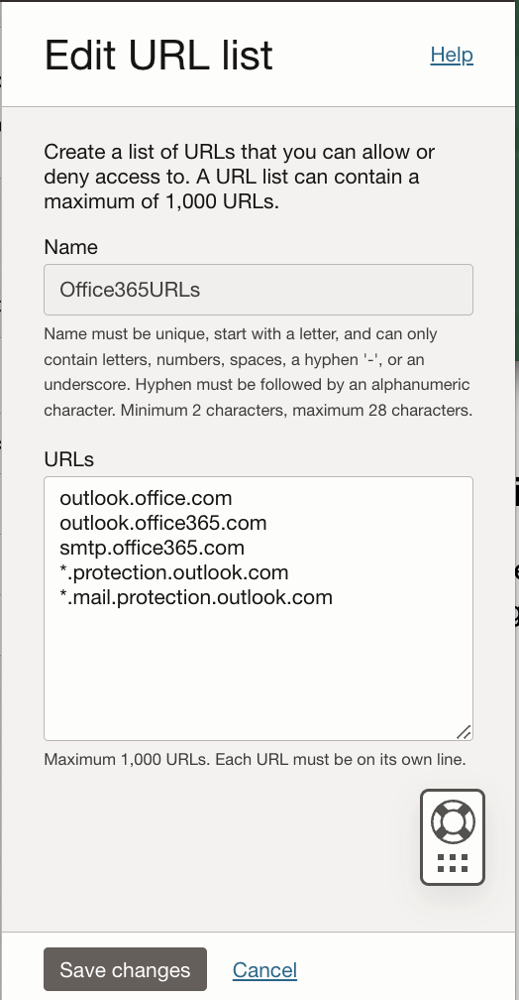 Edit URL list
Help
Create a list of URLs that you can allow or
deny access to. A URL list can contain a
maximum of 1,000 URLs.
Name
Office365URLs
Name must be unique, start with a letter, and can only
contain letters, numbers, spaces, a hyphen '-', or an
underscore. Hyphen must be followed by an alphanumeric
character. Minimum 2 characters, maximum 28 characters.
URLs
outlook.office.com
outlook.office365.com
smtp.office365.com
*.protection.outlook.com
*.mail.protection.outlook.com
Maximum 1,000 URLs. Each URL must be on its own line.
Save changes
Cancel